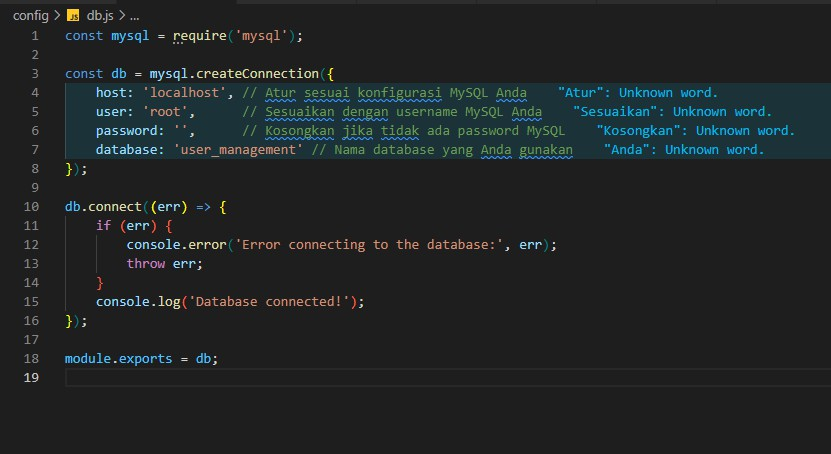 config > JS db.js > ...
1 const mysql = require('mysql');
2
3 const db = mysql.createConnection({
4 host: 'localhost', // Atur sesuai konfigurasi MySQL Anda "Atur": Unknown word.
5 user: 'root', // Sesuaikan dengan username MySQL Anda "Sesuaikan": Unknown word.
6 password: '', // Kosongkan jika tidak ada password MySQL "Kosongkan": Unknown word.
7 database: 'user_management' // Nama database yang Anda gunakan "Anda": Unknown word.
8 });
9
10 db.connect((err) => {
11 if (err) {
12 console.error('Error connecting to the database:', err);
13 throw err;
14 }
15 console.log('Database connected!');
16 });
17
18 module.exports = db;
19